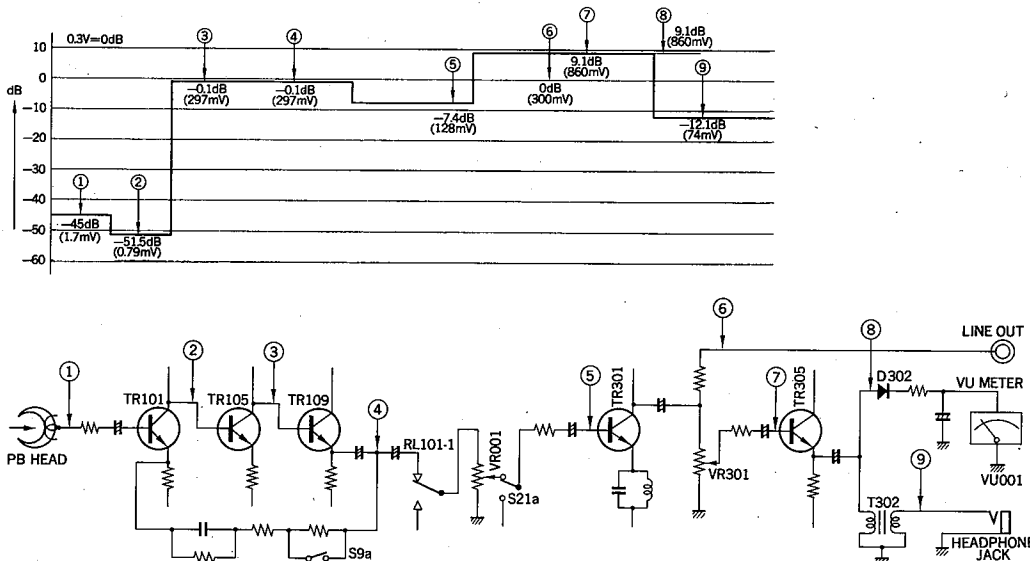 0.3V=0dB
dB
10
0
−10
−20
−30
−40
−50
−60
①
−45dB
(1.7mV)
②
−51.5dB
(0.79mV)
③
−0.1dB
(297mV)
④
−0.1dB
(297mV)
⑤
−7.4dB
(128mV)
⑥
0dB
(300mV)
⑦
9.1dB
(860mV)
⑧
9.1dB
(860mV)
⑨
−12.1dB
(74mV)
①
PB HEAD
TR101
②
TR105
③
TR109
④
RL101-1
VR001
S21a
S9a
⑤
TR301
⑥
LINE OUT
VR301
⑦
TR305
⑧
D302
VU METER
VU001
T302
⑨
HEADPHONE
JACK